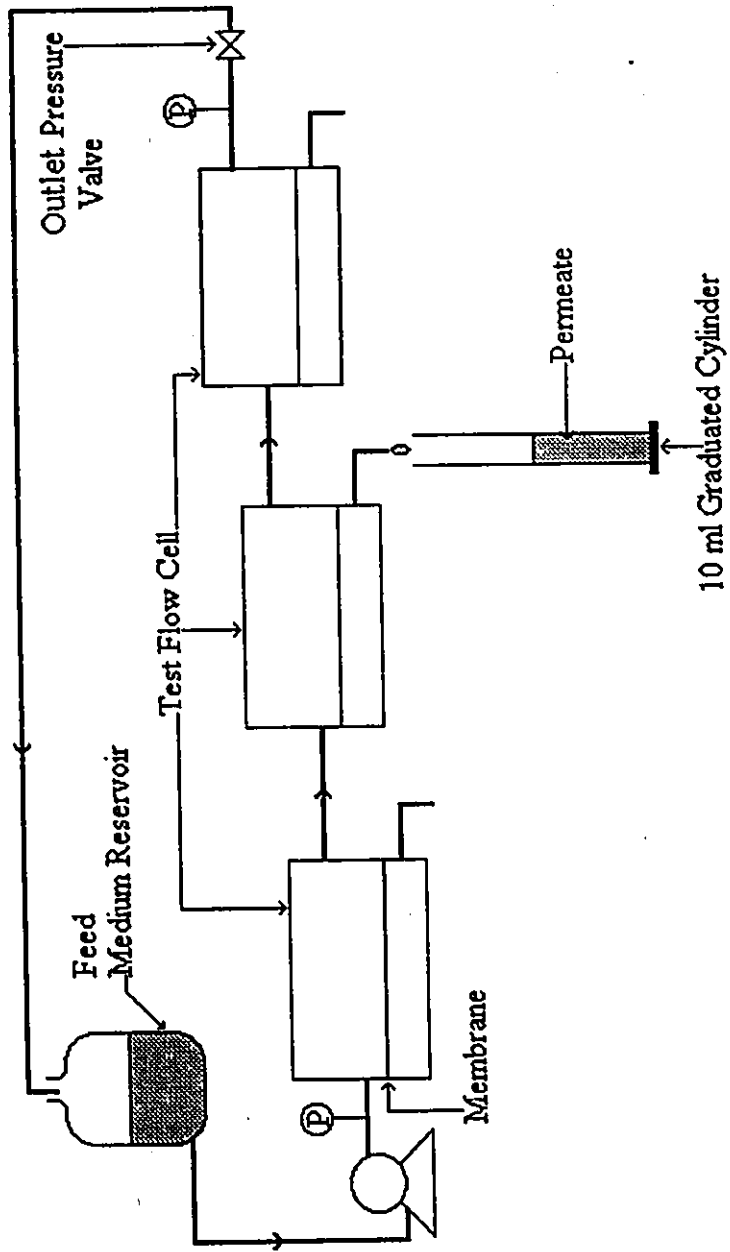 Outlet Pressure
Valve
P
Test Flow Cell
Feed
Medium Reservoir
P
Membrane
Permeate
10 ml Graduated Cylinder